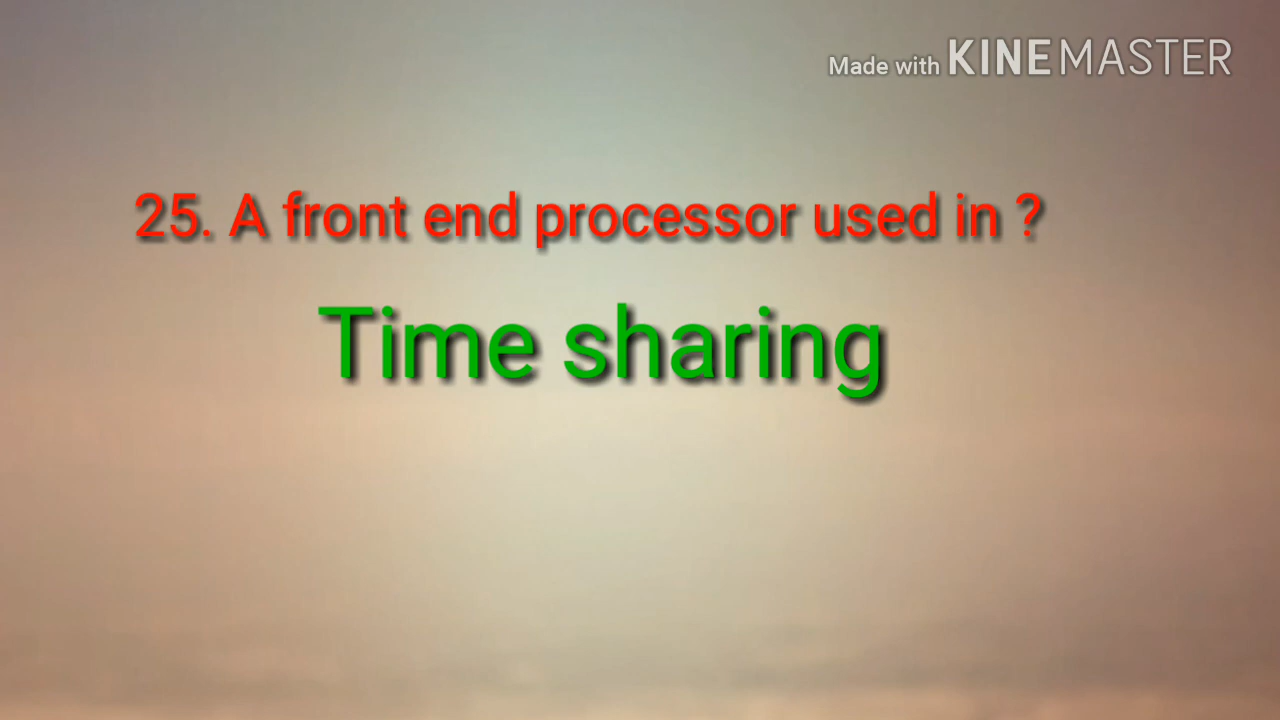 Made with KINEMASTER
25. A front end processor used in ?
Time sharing